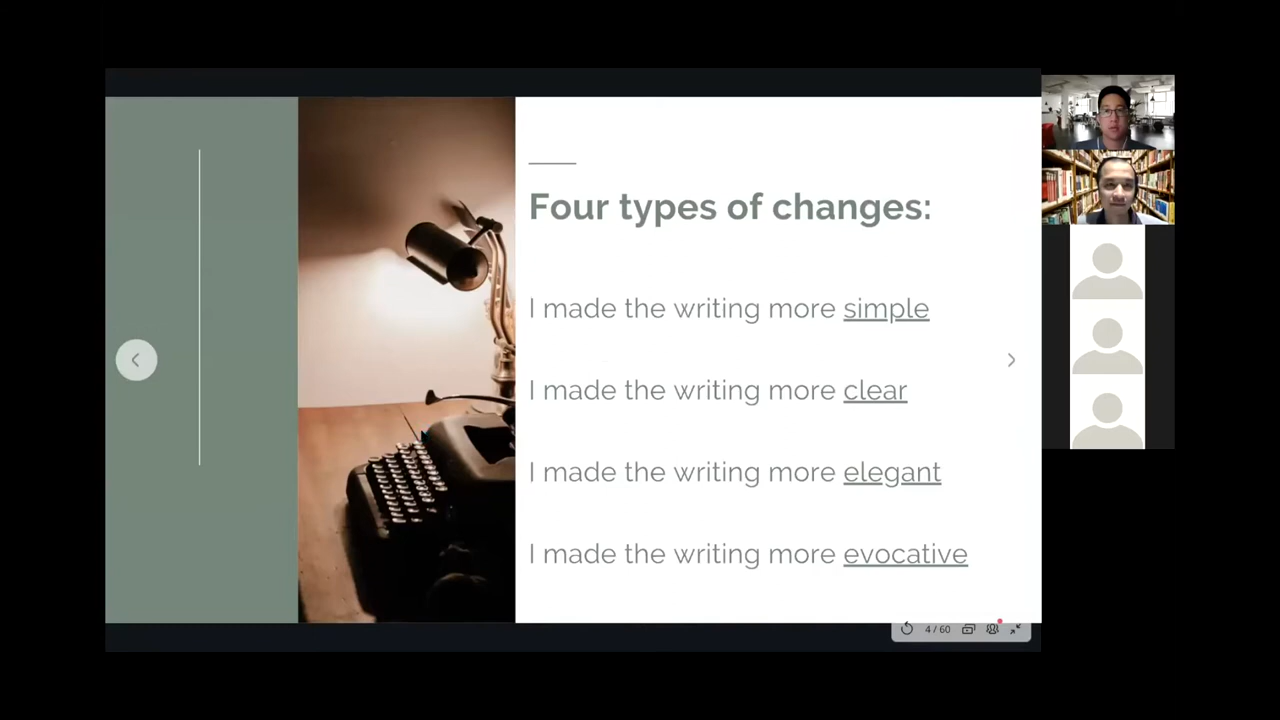 Four types of changes:
I made the writing more simple
I made the writing more clear
I made the writing more elegant
I made the writing more evocative
4 / 60